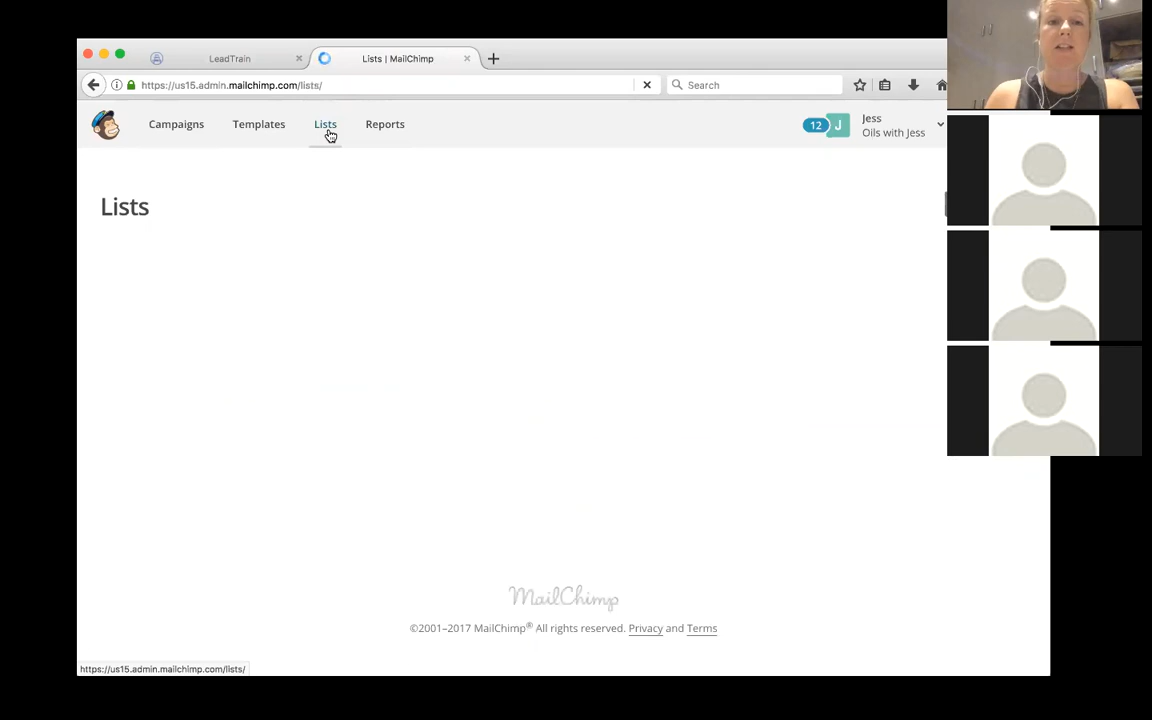 LeadTrain
Lists | MailChimp
https://us15.admin.mailchimp.com/lists/
Search
Campaigns
Templates
Lists
Reports
12
J
Jess
Oils with Jess
Lists
MailChimp
©2001–2017 MailChimp® All rights reserved. Privacy and Terms
https://us15.admin.mailchimp.com/lists/